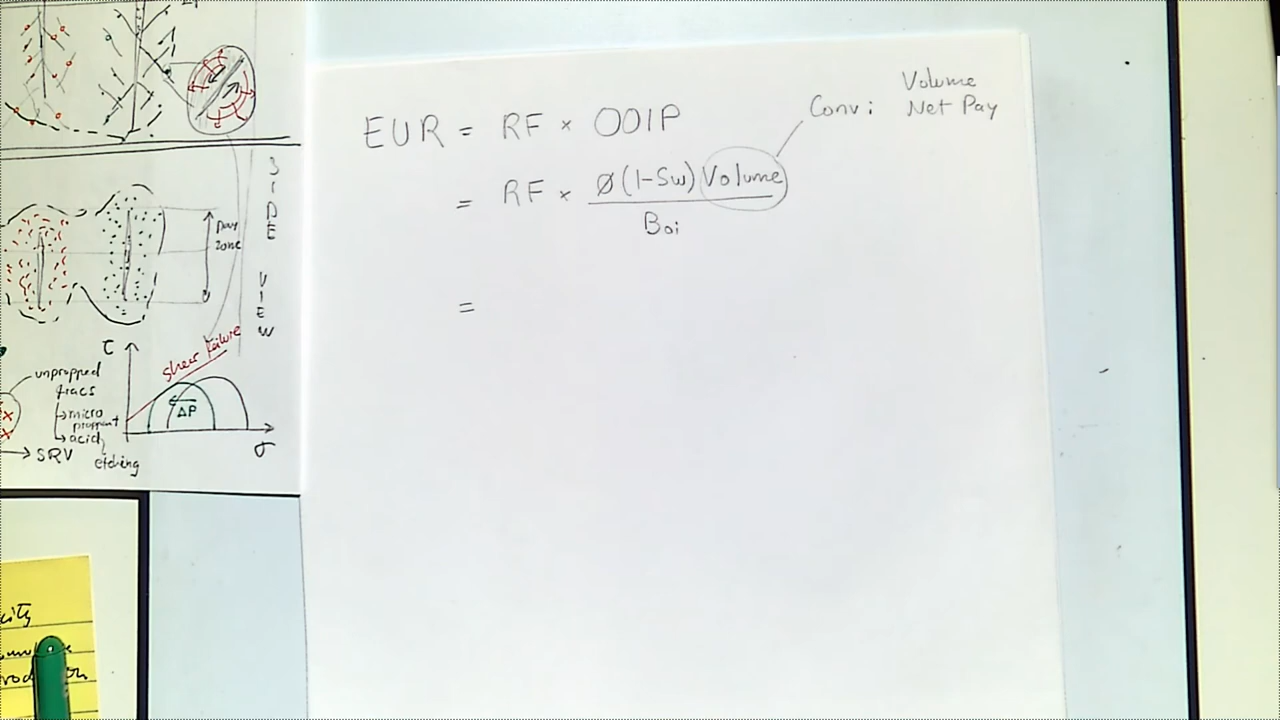 EUR = RF × OOIP
= RF × Ø(1-Sw) Volume
Boi
=
Conv: Volume
Net Pay
SIDE VIEW
Pay
zone
τ
shear failure
ΔP
σ
unpropped
fracs
→ micro
proppant
→ acid
etching
→ SRV